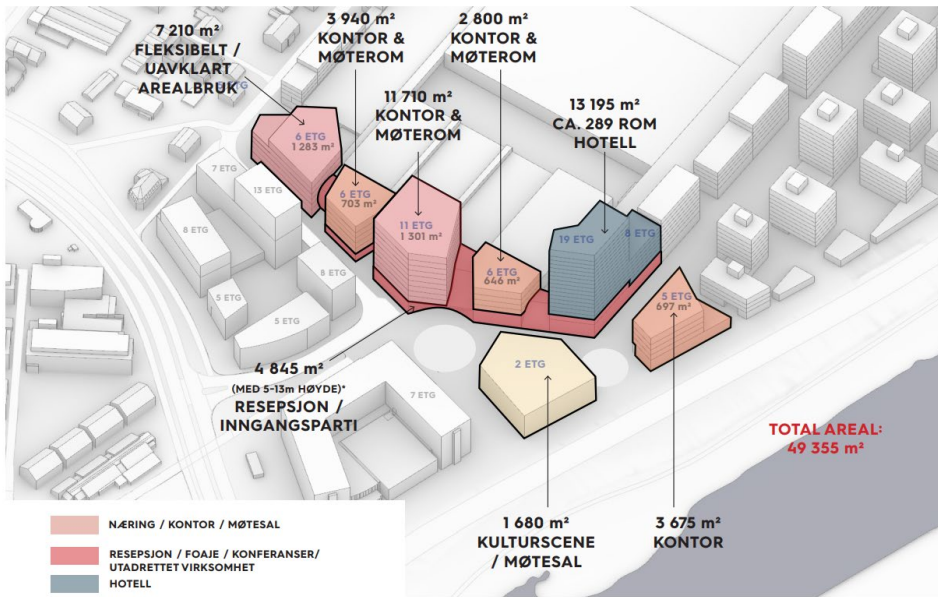 7 210 m²
FLEKSIBELT /
UAVKLART
AREALBRUK
3 940 m²
KONTOR &
MØTEROM
2 800 m²
KONTOR &
MØTEROM
11 710 m²
KONTOR &
MØTEROM
13 195 m²
CA. 289 ROM
HOTELL
6 ETG
1 283 m²
6 ETG
703 m²
11 ETG
1 301 m²
6 ETG
646 m²
19 ETG
8 ETG
5 ETG
697 m²
2 ETG
7 ETG
13 ETG
8 ETG
8 ETG
5 ETG
5 ETG
7 ETG
4 845 m²
(MED 5-13m HØYDE)*
RESEPSJON /
INNGANGSPARTI
TOTAL AREAL:
49 355 m²
1 680 m²
KULTURSCENE
/ MØTESAL
3 675 m²
KONTOR
NÆRING / KONTOR / MØTESAL
RESEPSJON / FOAJE / KONFERANSER/
UTADRETTET VIRKSOMHET
HOTELL